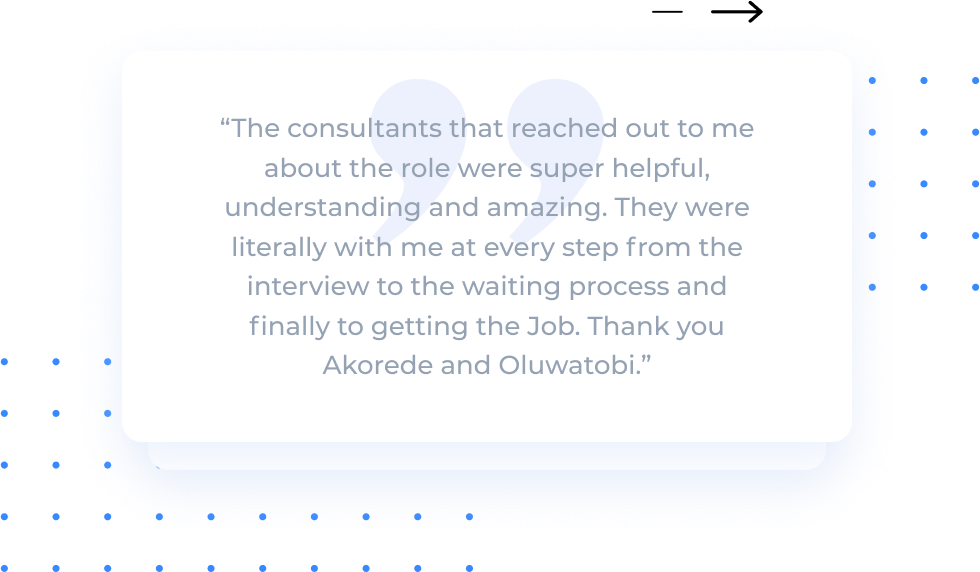 “The consultants that reached out to me
about the role were super helpful,
understanding and amazing. They were
literally with me at every step from the
interview to the waiting process and
finally to getting the Job. Thank you
Akorede and Oluwatobi.”